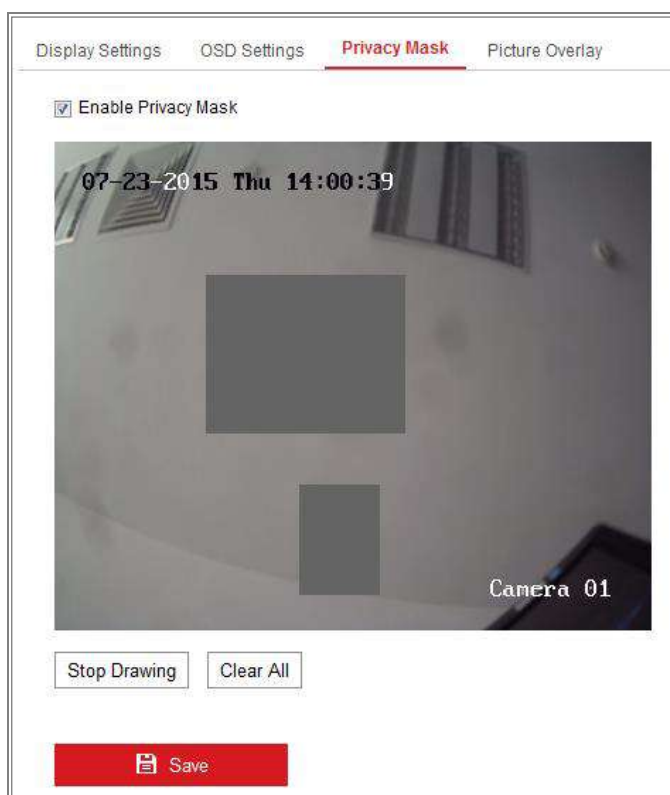 Display Settings OSD Settings Privacy Mask Picture Overlay
Enable Privacy Mask
07-23-2015 Thu 14:00:39
Camera 01
Stop Drawing Clear All
Save